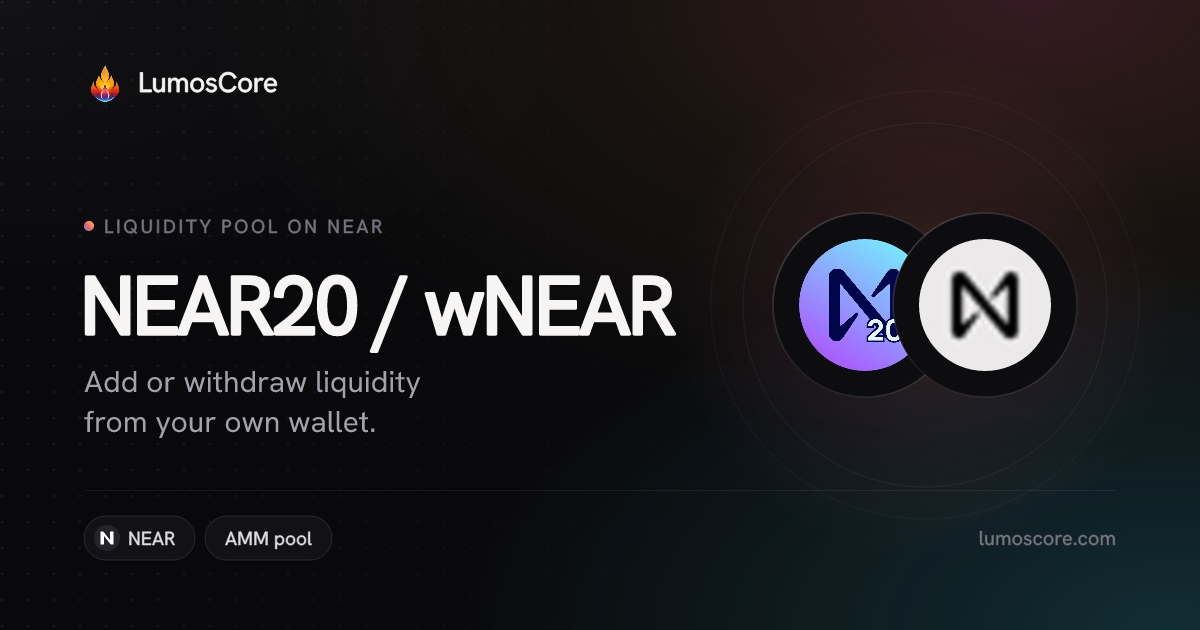 LumosCore
LIQUIDITY POOL ON NEAR
NEAR20 / wNEAR
20
Add or withdraw liquidity
from your own wallet.
N NEAR
AMM pool
lumoscore.com